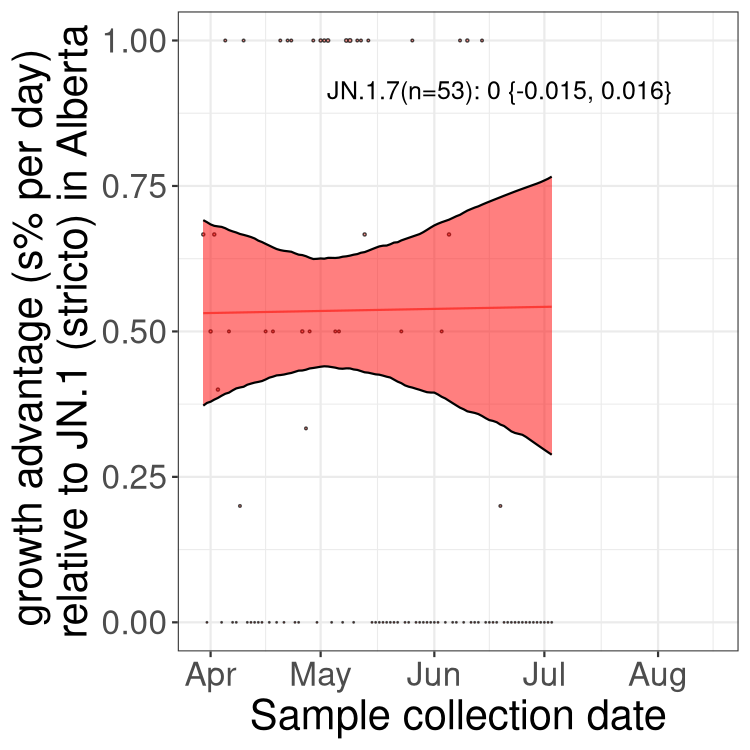 growth advantage (s% per day)
relative to JN.1 (stricto) in Alberta
1.00
0.75
0.50
0.25
0.00
JN.1.7(n=53): 0 {-0.015, 0.016}
Apr May Jun Jul Aug
Sample collection date